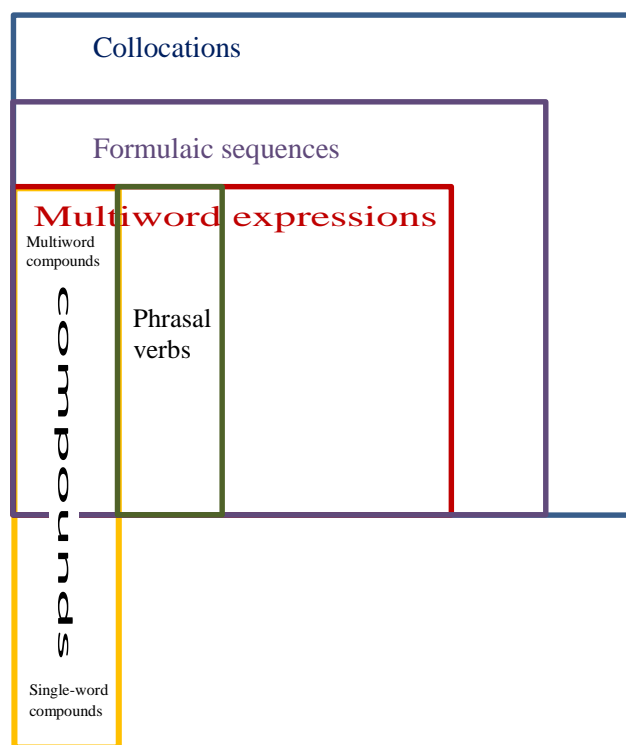 Collocations
Formulaic sequences
Multiword expressions
Multiword
compounds
compounds
Phrasal
verbs
Single-word
compounds